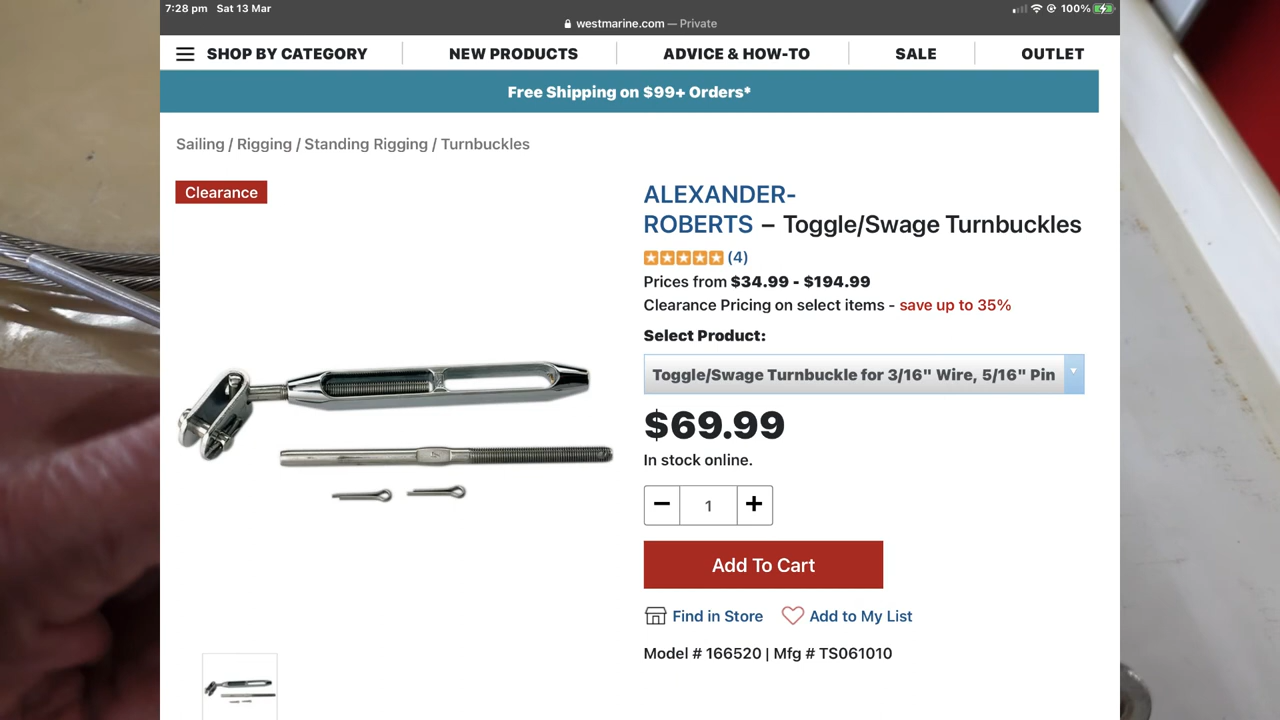 7:28 pm Sat 13 Mar
100%
westmarine.com — Private
SHOP BY CATEGORY
NEW PRODUCTS
ADVICE & HOW-TO
SALE
OUTLET
Free Shipping on $99+ Orders*
Sailing / Rigging / Standing Rigging / Turnbuckles
Clearance
ALEXANDER-
ROBERTS – Toggle/Swage Turnbuckles
(4)
Prices from $34.99 - $194.99
Clearance Pricing on select items - save up to 35%
Select Product:
Toggle/Swage Turnbuckle for 3/16" Wire, 5/16" Pin
$69.99
In stock online.
− 1 +
Add To Cart
Find in Store
Add to My List
Model # 166520 | Mfg # TS061010